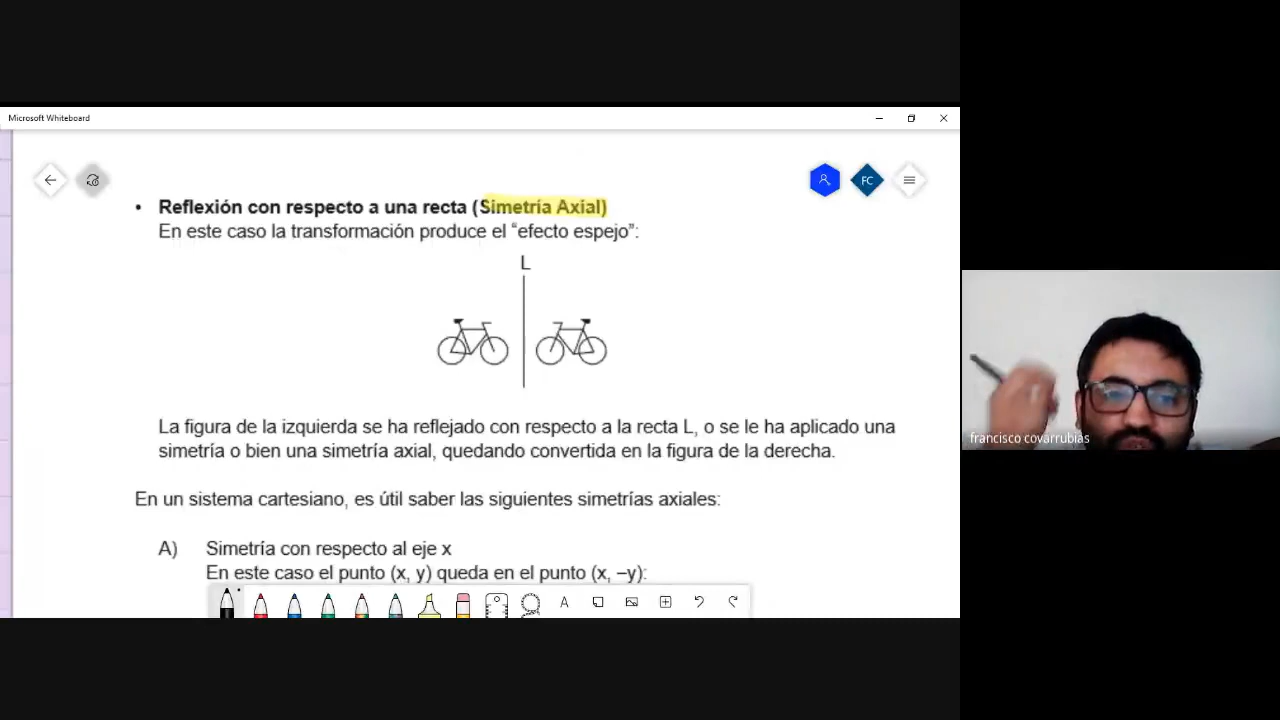 Microsoft Whiteboard
FC
• Reflexión con respecto a una recta (Simetría Axial)
En este caso la transformación produce el “efecto espejo”:
L
La figura de la izquierda se ha reflejado con respecto a la recta L, o se le ha aplicado una
simetría o bien una simetría axial, quedando convertida en la figura de la derecha.
En un sistema cartesiano, es útil saber las siguientes simetrías axiales:
A) Simetría con respecto al eje x
En este caso el punto (x, y) queda en el punto (x, –y):
A
francisco covarrubias